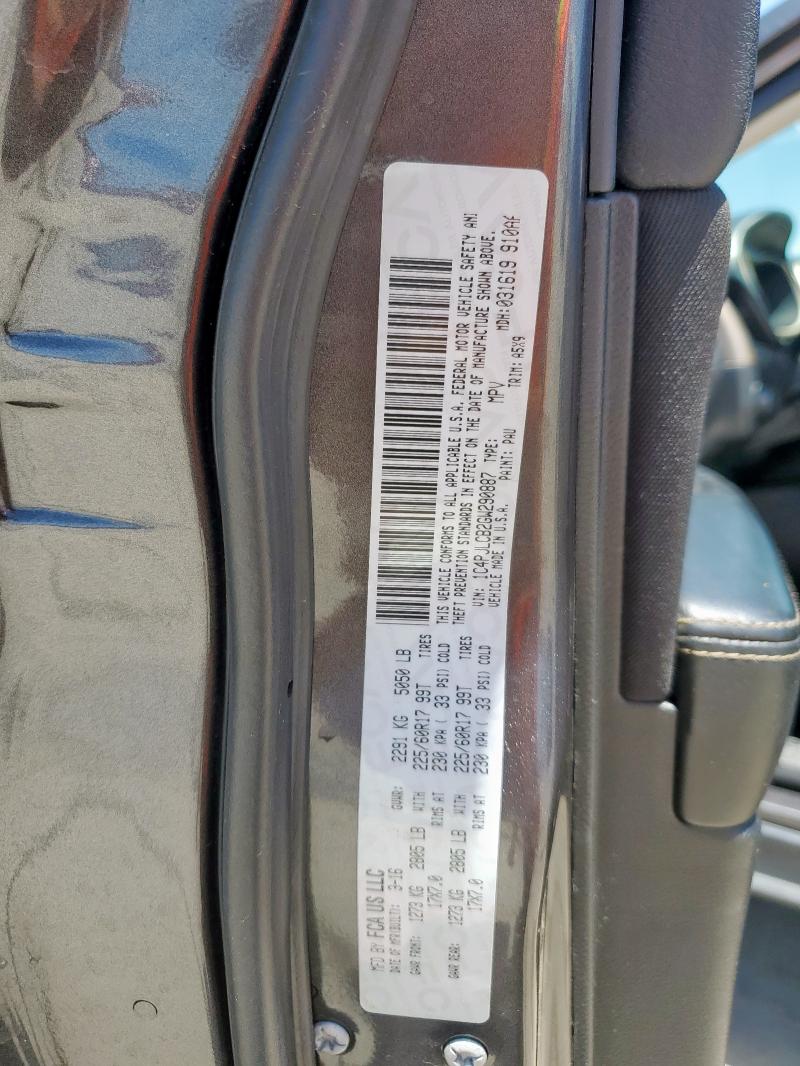 MFD BY FCA US LLC
DATE OF MFR(BUILT): 3-16 GVWR: 2291 KG 5050 LB
GAWR FRONT: 1273 KG 2805 LB WITH 225/60R17 99T TIRES
17X7.0 RIMS AT 230 KPA ( 33 PSI) COLD
GAWR REAR: 1273 KG 2805 LB WITH 225/60R17 99T TIRES
17X7.0 RIMS AT 230 KPA ( 33 PSI) COLD
THIS VEHICLE CONFORMS TO ALL APPLICABLE U.S.A. FEDERAL MOTOR VEHICLE SAFETY AND
THEFT PREVENTION STANDARDS IN EFFECT ON THE DATE OF MANUFACTURE SHOWN ABOVE.
VIN: 1C4PJLCB2GW290887 TYPE: MPV MDH:031619 910AF
VEHICLE MADE IN U.S.A. PAINT: PAU TRIM: A5X9